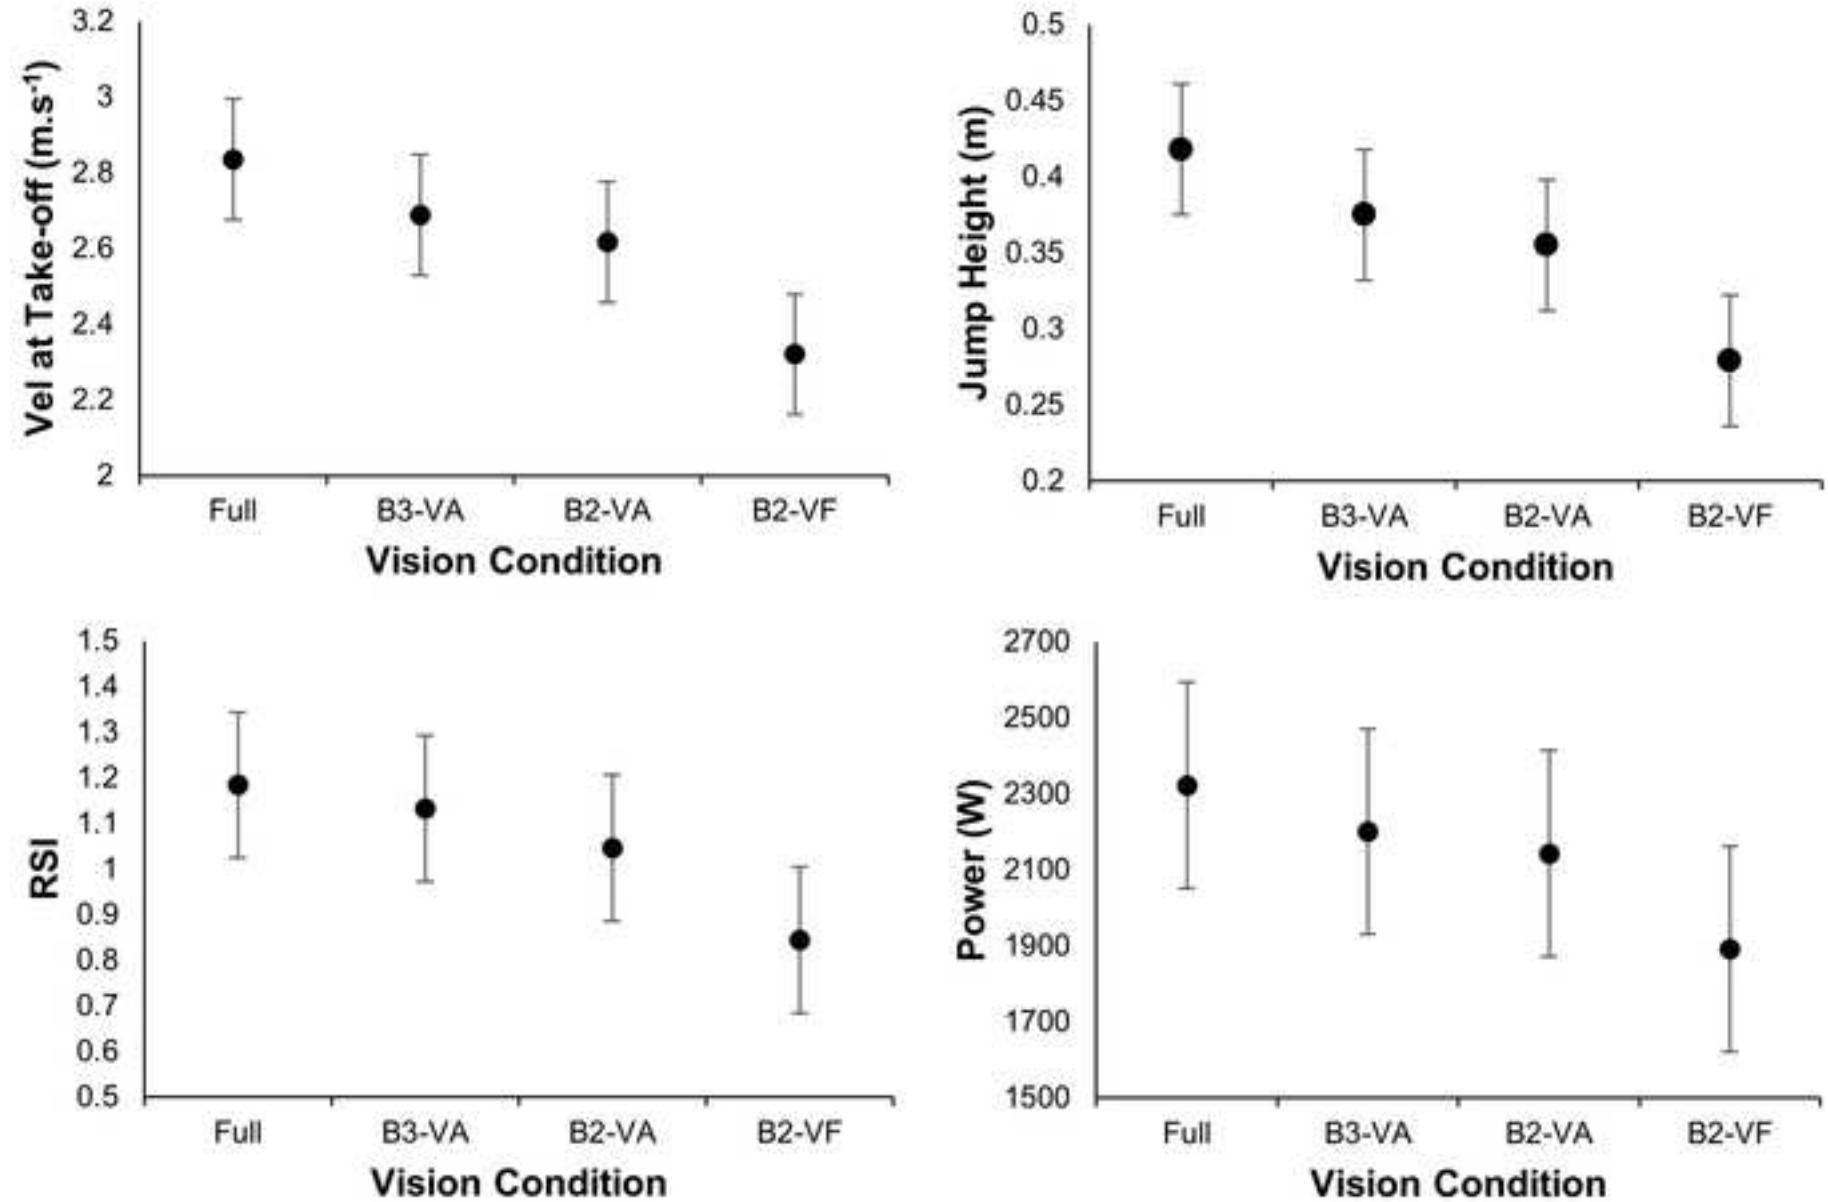 Vel at Take-off (m.s-1)
3.2
3
2.8
2.6
2.4
2.2
2
Full B3-VA B2-VA B2-VF
Vision Condition
Jump Height (m)
0.5
0.45
0.4
0.35
0.3
0.25
0.2
Full B3-VA B2-VA B2-VF
Vision Condition
RSI
1.5
1.4
1.3
1.2
1.1
1
0.9
0.8
0.7
0.6
0.5
Full B3-VA B2-VA B2-VF
Vision Condition
Power (W)
2700
2500
2300
2100
1900
1700
1500
Full B3-VA B2-VA B2-VF
Vision Condition